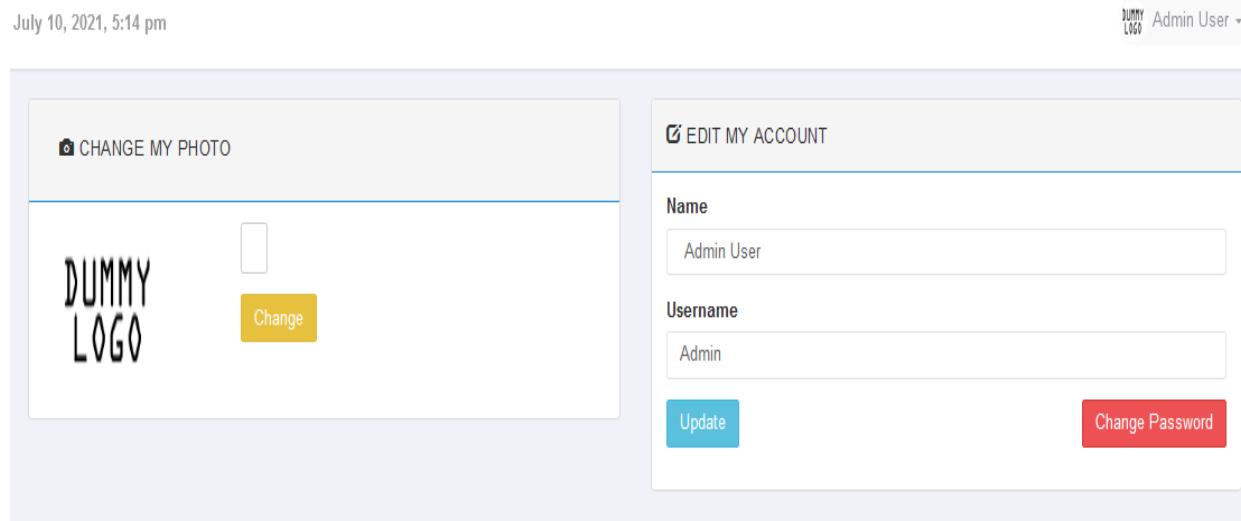 July 10, 2021, 5:14 pm
DUMMY
LOGO
Admin User
CHANGE MY PHOTO
DUMMY
LOGO
Change
EDIT MY ACCOUNT
Name
Admin User
Username
Admin
Update
Change Password